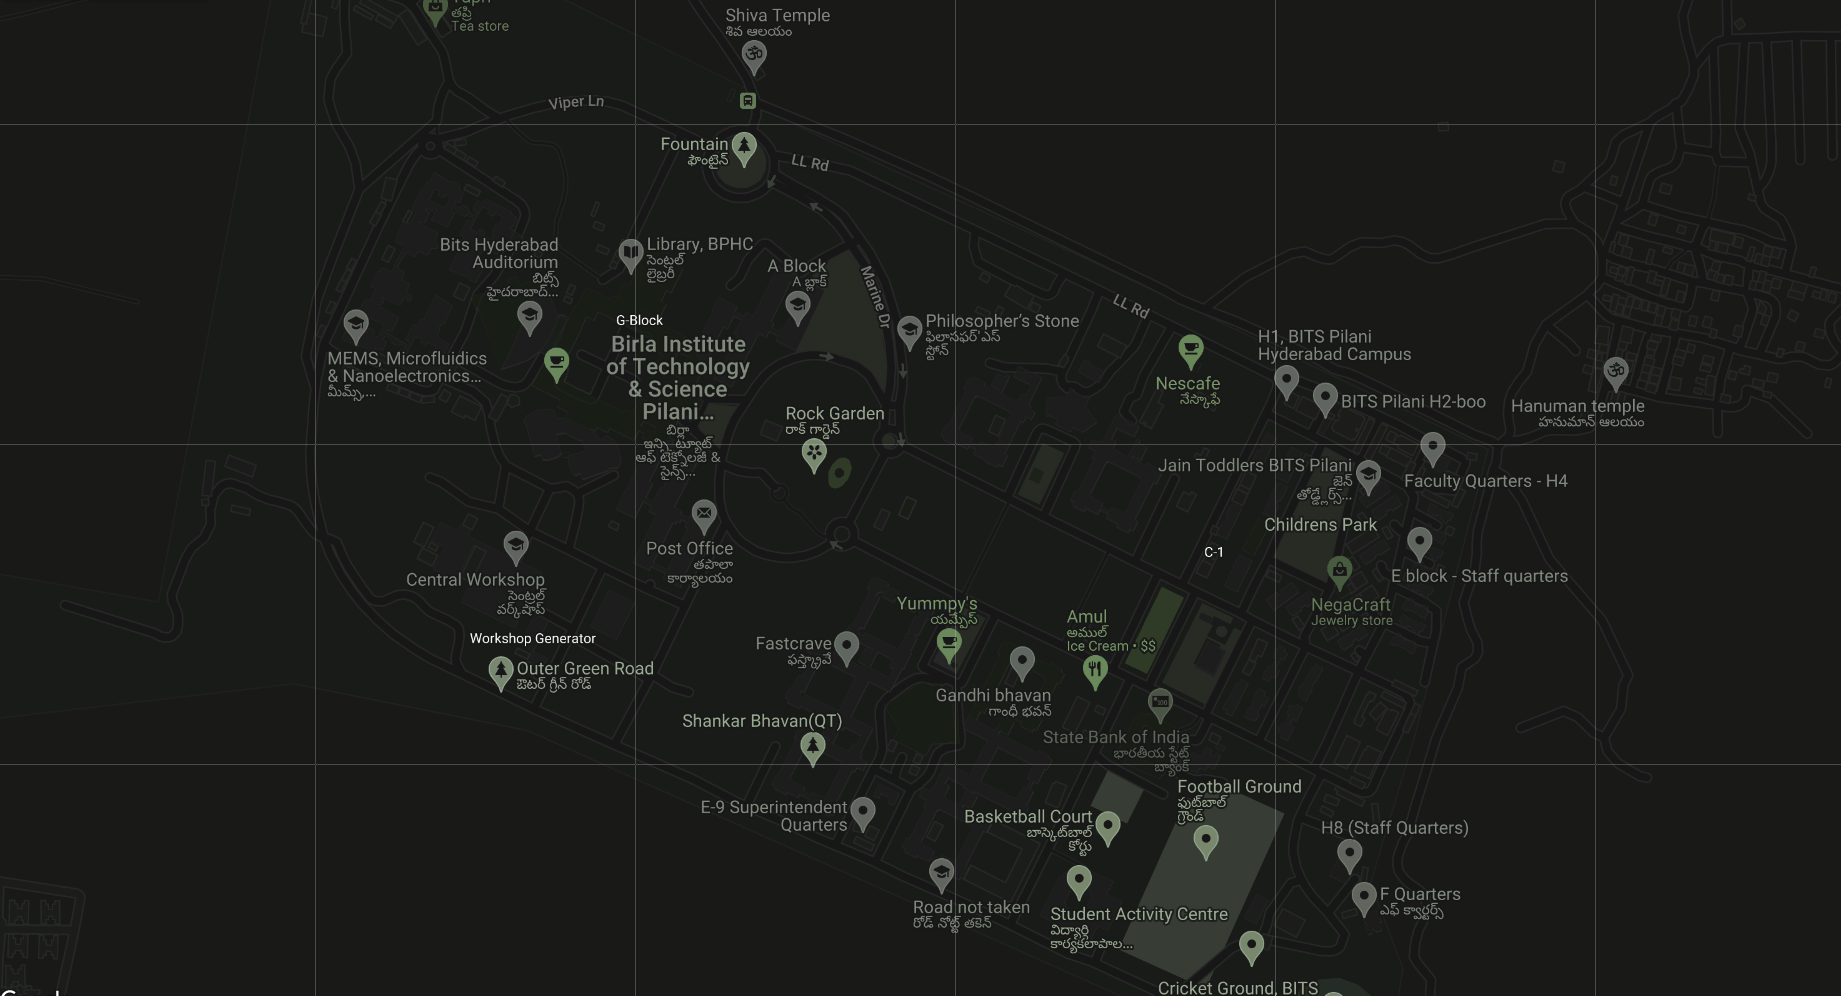 Tea store
Shiva Temple
శివ ఆలయం
Viper Ln
Fountain
ఫౌంటైన్
LL Rd
Bits Hyderabad
Auditorium
బిట్స్
హైదరాబాద్...
Library, BPHC
సెంట్రల్
లైబ్రరీ
A Block
A బ్లాక్
Marine Dr
G-Block
Birla Institute
of Technology
& Science
Pilani...
బిర్లా
ఇన్స్టిట్యూట్
ఆఫ్ టెక్నోలజీ &
సైన్స్...
MEMS, Microfluidics
& Nanoelectronics...
మీమ్స్,...
Philosopher's Stone
ఫిలాసఫర్'ఎస్
స్టోన్
LL Rd
Nescafe
నేస్కాఫే
H1, BITS Pilani
Hyderabad Campus
BITS Pilani H2-boo
Hanuman temple
హనుమాన్ ఆలయం
Rock Garden
రాక్ గార్డెన్
Jain Toddlers BITS Pilani
జైన్
తోడ్డ్లేర్స్...
Faculty Quarters - H4
Childrens Park
C-1
E block - Staff quarters
NegaCraft
Jewelry store
Post Office
తపాలా
కార్యాలయం
Central Workshop
సెంట్రల్
వర్క్‌షాప్
Workshop Generator
Outer Green Road
ఔటర్ గ్రీన్ రోడ్
Yummpy's
యమ్పీస్
Fastcrave
ఫస్ట్క్రావే
Amul
అముల్
Ice Cream • $$
Gandhi bhavan
గాంధీ భవన్
Shankar Bhavan(QT)
State Bank of India
భారతీయ స్టేట్
బ్యాంక్
E-9 Superintendent
Quarters
Football Ground
ఫుట్‌బాల్
గ్రౌండ్
Basketball Court
బాస్కెట్‌బాల్
కోర్టు
H8 (Staff Quarters)
F Quarters
ఎఫ్ క్వార్టర్స్
Road not taken
రోడ్ నోట్ట్ తకెన్
Student Activity Centre
విద్యార్థి
కార్యకలాపాల...
Cricket Ground, BITS